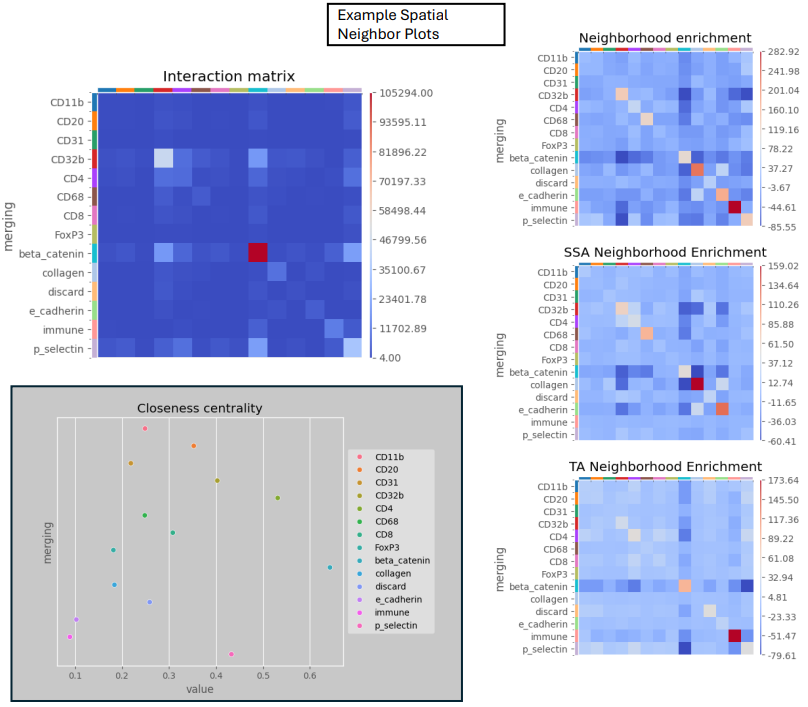 Example Spatial
Neighbor Plots
Interaction matrix
merging
CD11b
CD20
CD31
CD32b
CD4
CD68
CD8
FoxP3
beta_catenin
collagen
discard
e_cadherin
immune
p_selectin
105294.00
93595.11
81896.22
70197.33
58498.44
46799.56
35100.67
23401.78
11702.89
4.00
Closeness centrality
merging
0.1 0.2 0.3 0.4 0.5 0.6
value
CD11b
CD20
CD31
CD32b
CD4
CD68
CD8
FoxP3
beta_catenin
collagen
discard
e_cadherin
immune
p_selectin
Neighborhood enrichment
merging
CD11b
CD20
CD31
CD32b
CD4
CD68
CD8
FoxP3
beta_catenin
collagen
discard
e_cadherin
immune
p_selectin
282.92
241.98
201.04
160.10
119.16
78.22
37.27
-3.67
-44.61
-85.55
SSA Neighborhood Enrichment
merging
CD11b
CD20
CD31
CD32b
CD4
CD68
CD8
FoxP3
beta_catenin
collagen
discard
e_cadherin
immune
p_selectin
159.02
134.64
110.26
85.88
61.50
37.12
12.74
-11.65
-36.03
-60.41
TA Neighborhood Enrichment
merging
CD11b
CD20
CD31
CD32b
CD4
CD68
CD8
FoxP3
beta_catenin
collagen
discard
e_cadherin
immune
p_selectin
173.64
145.50
117.36
89.22
61.08
32.94
4.81
-23.33
-51.47
-79.61